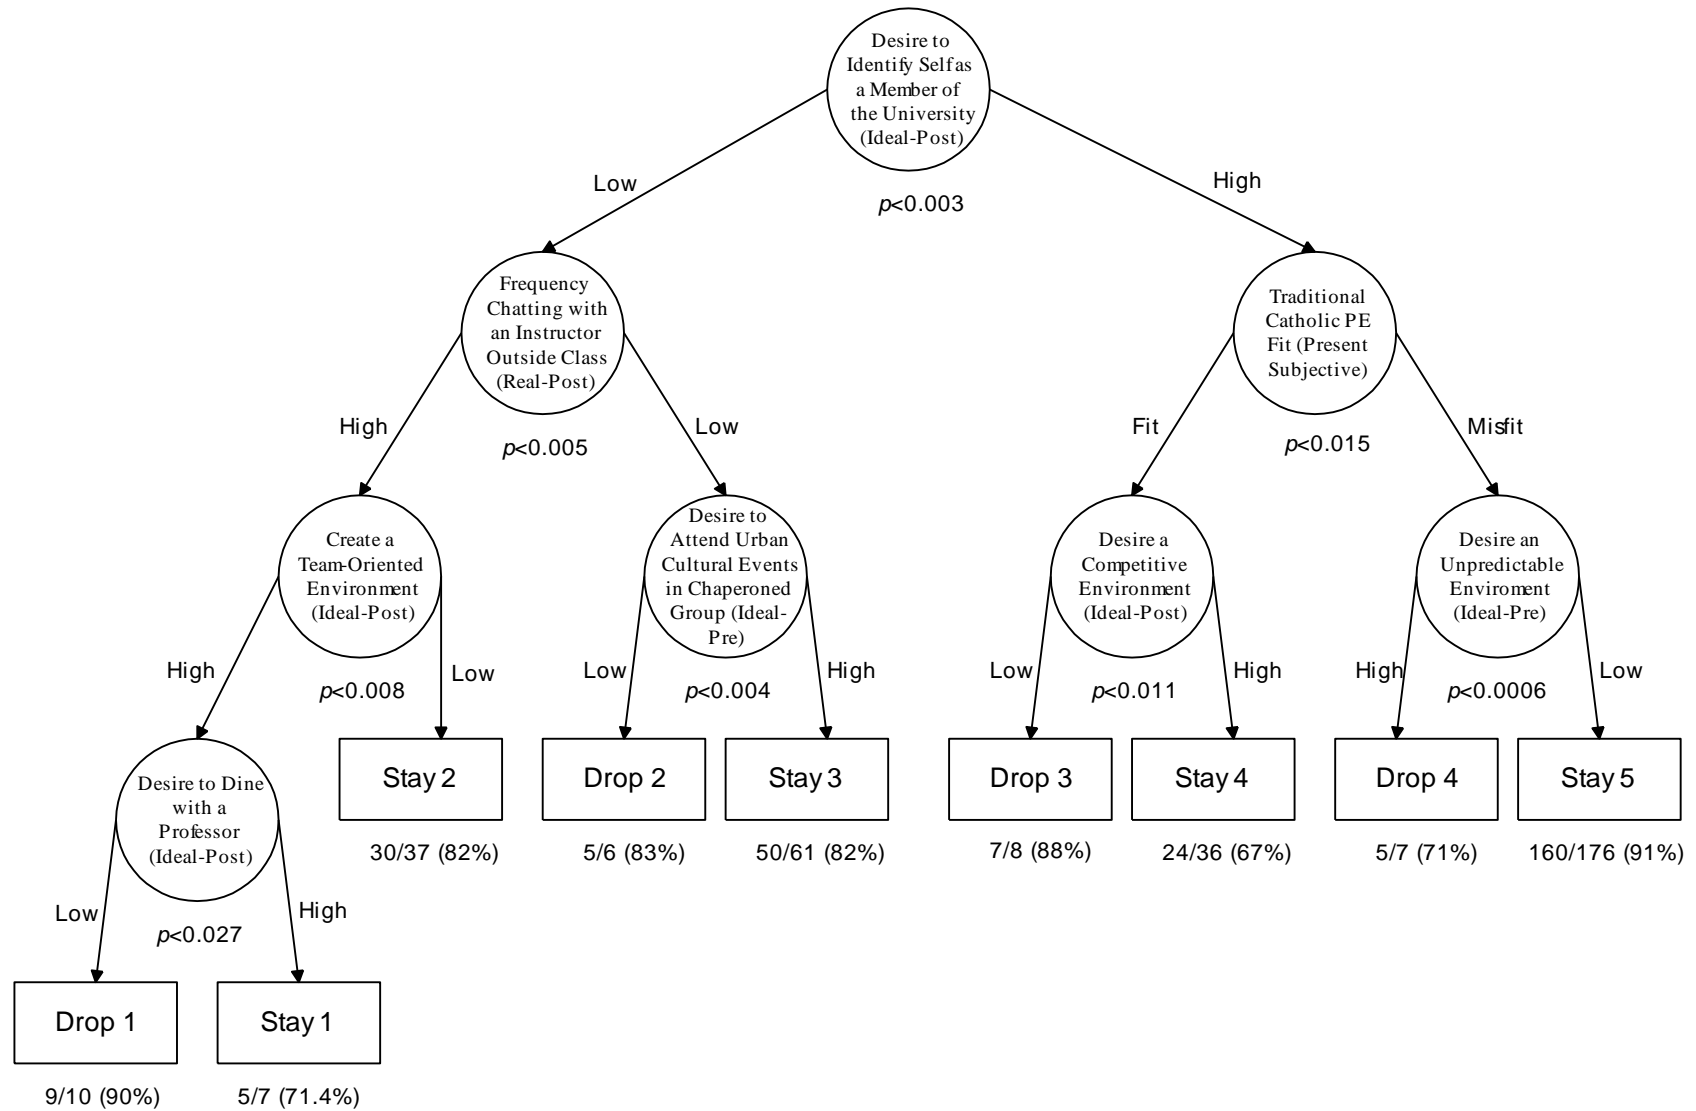 Desire to
Identify Self as
a Member of
the University
(Ideal-Post)
Low
High
p<0.003
Frequency
Chatting with
an Instructor
Outside Class
(Real-Post)
Traditional
Catholic PE
Fit (Present
Subjective)
High
Low
Fit
Misfit
p<0.005
p<0.015
Create a
Team-Oriented
Environment
(Ideal-Post)
Desire to
Attend Urban
Cultural Events
in Chaperoned
Group (Ideal-
Pre)
Desire a
Competitive
Environment
(Ideal-Post)
Desire an
Unpredictable
Enviroment
(Ideal-Pre)
High
Low
p<0.008
Low
High
p<0.004
Low
High
p<0.011
High
Low
p<0.0006
Desire to Dine
with a
Professor
(Ideal-Post)
Stay 2
Drop 2
Stay 3
Drop 3
Stay 4
Drop 4
Stay 5
30/37 (82%)
5/6 (83%)
50/61 (82%)
7/8 (88%)
24/36 (67%)
5/7 (71%)
160/176 (91%)
Low
High
p<0.027
Drop 1
Stay 1
9/10 (90%)
5/7 (71.4%)